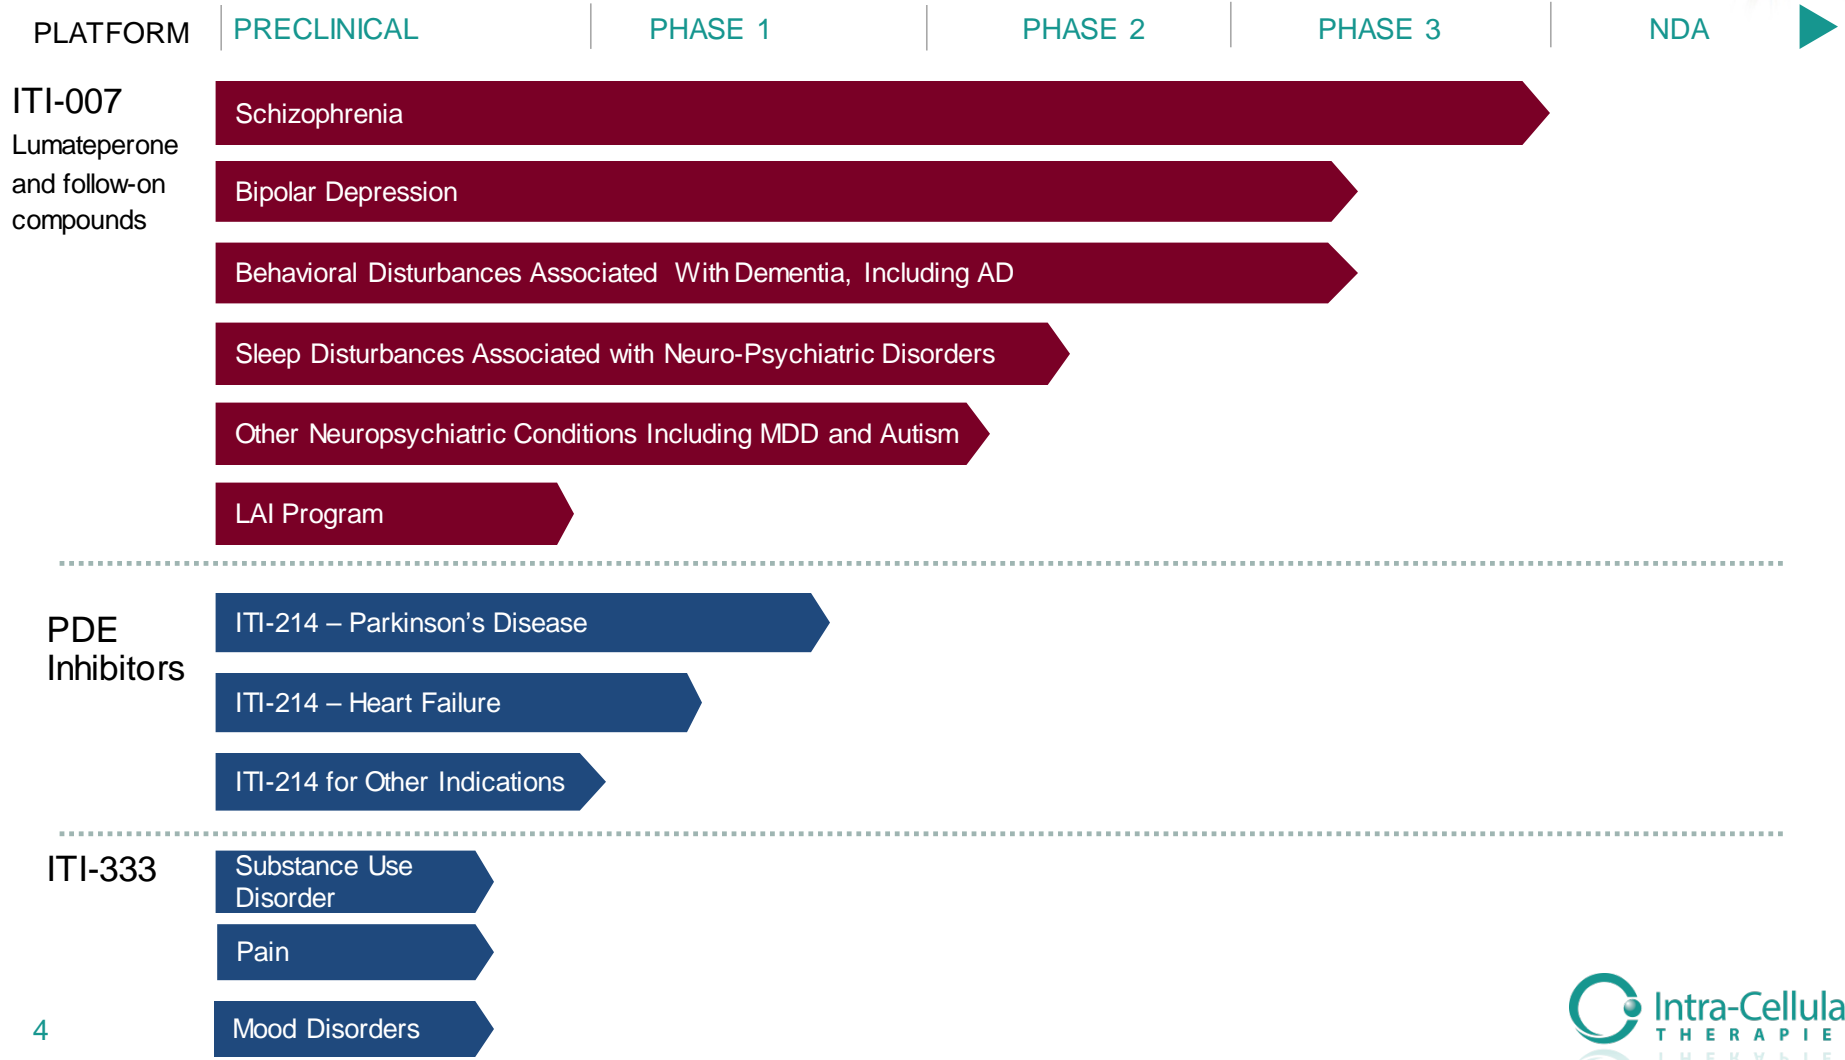 PLATFORM PRECLINICAL PHASE 1 PHASE 2 PHASE 3 NDA
ITI-007
Lumateperone
and follow-on
compounds
Schizophrenia
Bipolar Depression
Behavioral Disturbances Associated With Dementia, Including AD
Sleep Disturbances Associated with Neuro-Psychiatric Disorders
Other Neuropsychiatric Conditions Including MDD and Autism
LAI Program
PDE
Inhibitors
ITI-214 – Parkinson’s Disease
ITI-214 – Heart Failure
ITI-214 for Other Indications
ITI-333
Substance Use
Disorder
Pain
Mood Disorders
4
Intra-Cellula
THERAPIE